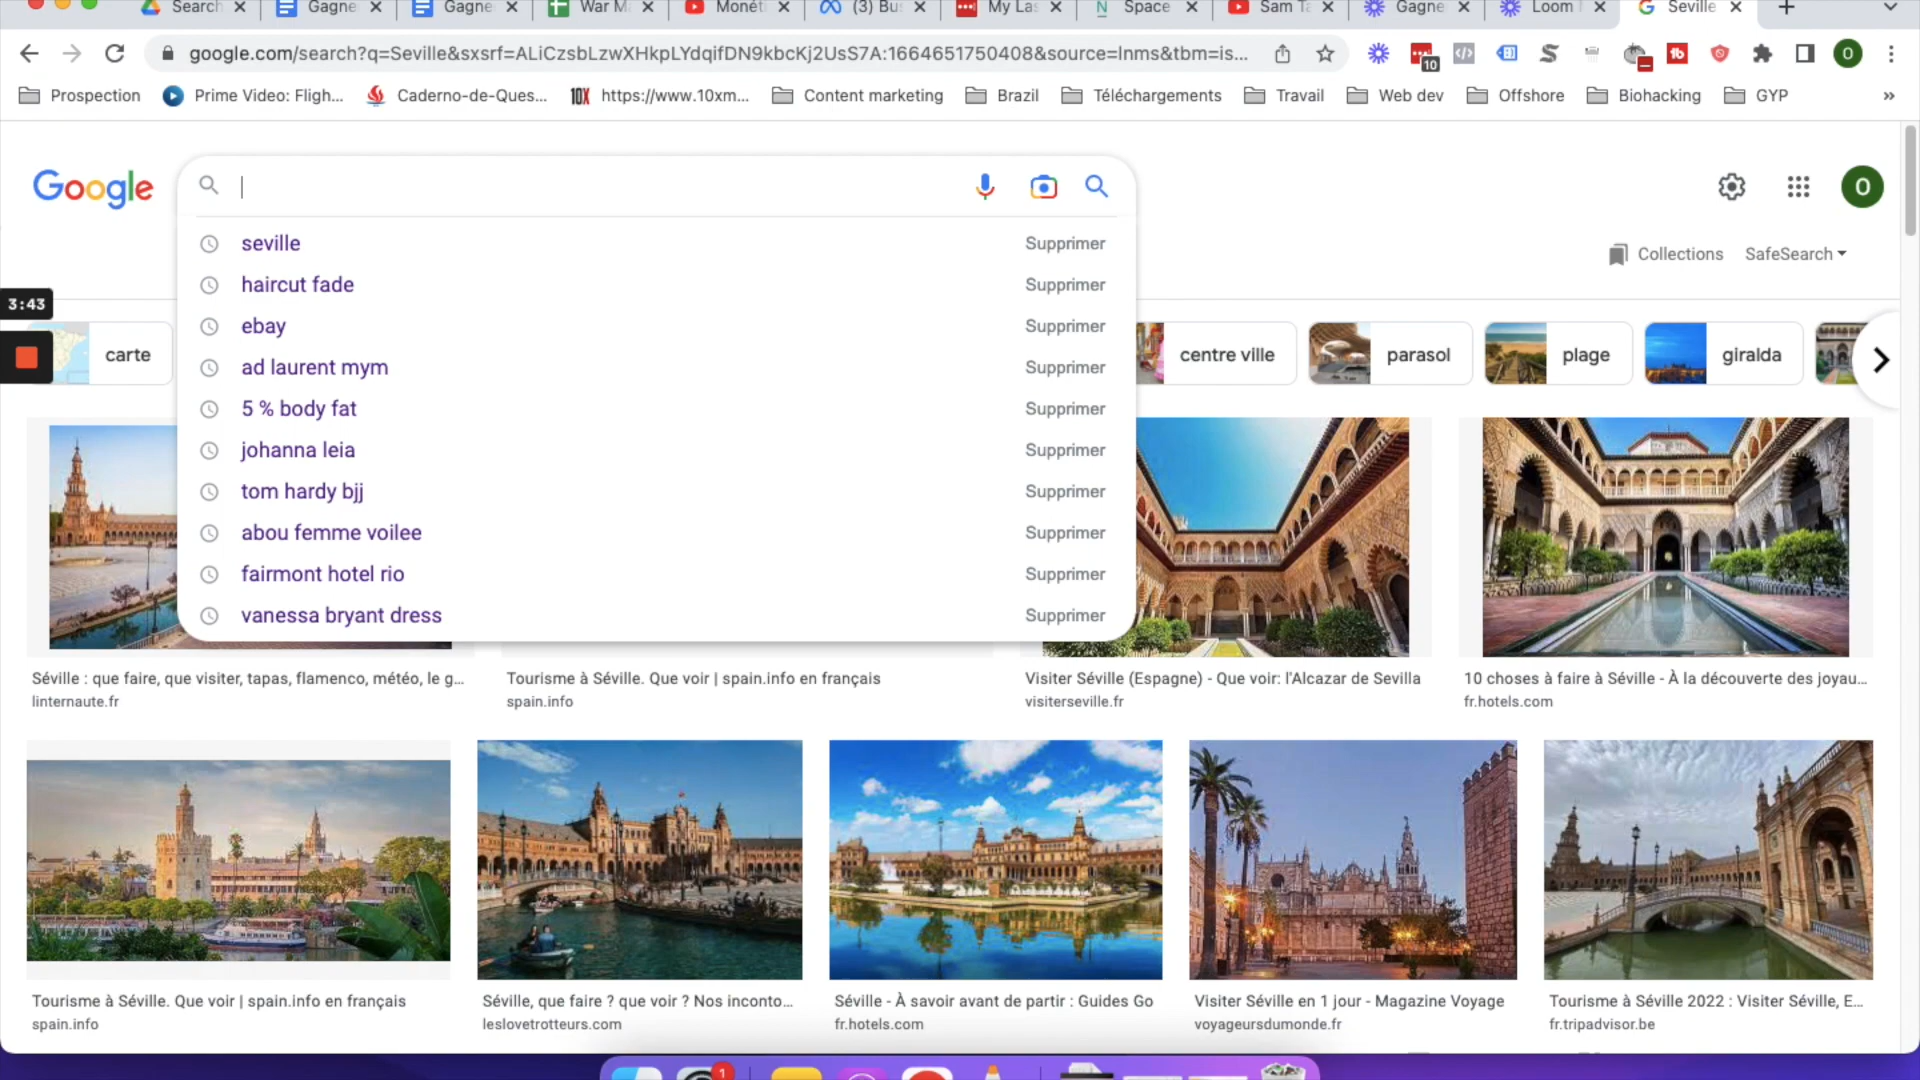 Search
Gagne
Gagne
War M
Monét
(3) Bus
My Las
Space
Sam Ta
Gagne
Loom
Seville
google.com/search?q=Seville&sxsrf=ALiCzsbLzwXHkpLYdqifDN9kbcKj2UsS7A:1664651750408&source=lnms&tbm=is...
10
O
Prospection
Prime Video: Fligh...
Caderno-de-Ques...
10X https://www.10xm...
Content marketing
Brazil
Téléchargements
Travail
Web dev
Offshore
Biohacking
GYP
»
Google
O
seville Supprimer
haircut fade Supprimer
ebay Supprimer
ad laurent mym Supprimer
5 % body fat Supprimer
johanna leia Supprimer
tom hardy bjj Supprimer
abou femme voilee Supprimer
fairmont hotel rio Supprimer
vanessa bryant dress Supprimer
Collections SafeSearch
3:43
carte
centre ville
parasol
plage
giralda
Séville : que faire, que visiter, tapas, flamenco, météo, le g...
linternaute.fr
Tourisme à Séville. Que voir | spain.info en français
spain.info
Visiter Séville (Espagne) - Que voir: l'Alcazar de Sevilla
visiterseville.fr
10 choses à faire à Séville - À la découverte des joyau...
fr.hotels.com
Tourisme à Séville. Que voir | spain.info en français
spain.info
Séville, que faire ? que voir ? Nos inconto...
leslovetrotteurs.com
Séville - À savoir avant de partir : Guides Go
fr.hotels.com
Visiter Séville en 1 jour - Magazine Voyage
voyageursdumonde.fr
Tourisme à Séville 2022 : Visiter Séville, E...
fr.tripadvisor.be
1